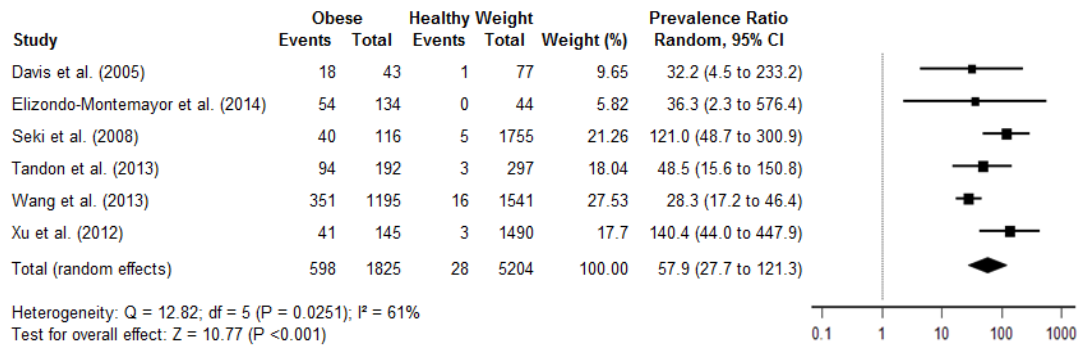 Obese Healthy Weight Prevalence Ratio
Study Events Total Events Total Weight (%) Random, 95% CI
Davis et al. (2005) 18 43 1 77 9.65 32.2 (4.5 to 233.2)
Elizondo-Montemayor et al. (2014) 54 134 0 44 5.82 36.3 (2.3 to 576.4)
Seki et al. (2008) 40 116 5 1755 21.26 121.0 (48.7 to 300.9)
Tandon et al. (2013) 94 192 3 297 18.04 48.5 (15.6 to 150.8)
Wang et al. (2013) 351 1195 16 1541 27.53 28.3 (17.2 to 46.4)
Xu et al. (2012) 41 145 3 1490 17.7 140.4 (44.0 to 447.9)
Total (random effects) 598 1825 28 5204 100.00 57.9 (27.7 to 121.3)
Heterogeneity: Q = 12.82; df = 5 (P = 0.0251); I² = 61%
Test for overall effect: Z = 10.77 (P <0.001)
0.1 1 10 100 1000